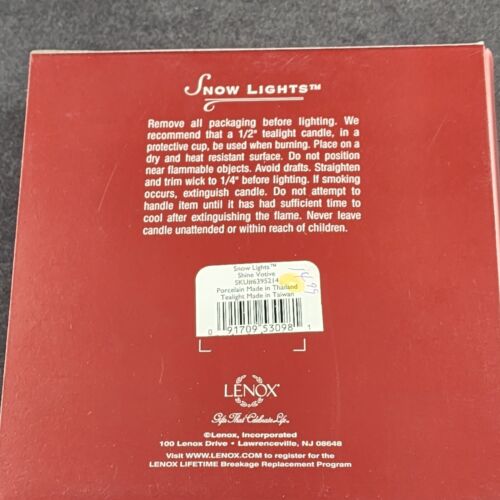 SNOW LIGHTS™
Remove all packaging before lighting. We
recommend that a 1/2" tealight candle, in a
protective cup, be used when burning. Place on a
dry and heat resistant surface. Do not position
near flammable objects. Avoid drafts. Straighten
and trim wick to 1/4" before lighting. If smoking
occurs, extinguish candle. Do not attempt to
handle item until it has had sufficient time to
cool after extinguishing the flame. Never leave
candle unattended or within reach of children.
Snow Lights™
Shine Votive
SKU#6395214
Porcelain Made in Thailand
Tealight Made in Taiwan
14.99
0 91709 53098 1
LENOX®
Gifts That Celebrate Life.™
©Lenox, Incorporated
100 Lenox Drive • Lawrenceville, NJ 08648
Visit WWW.LENOX.COM to register for the
LENOX LIFETIME Breakage Replacement Program